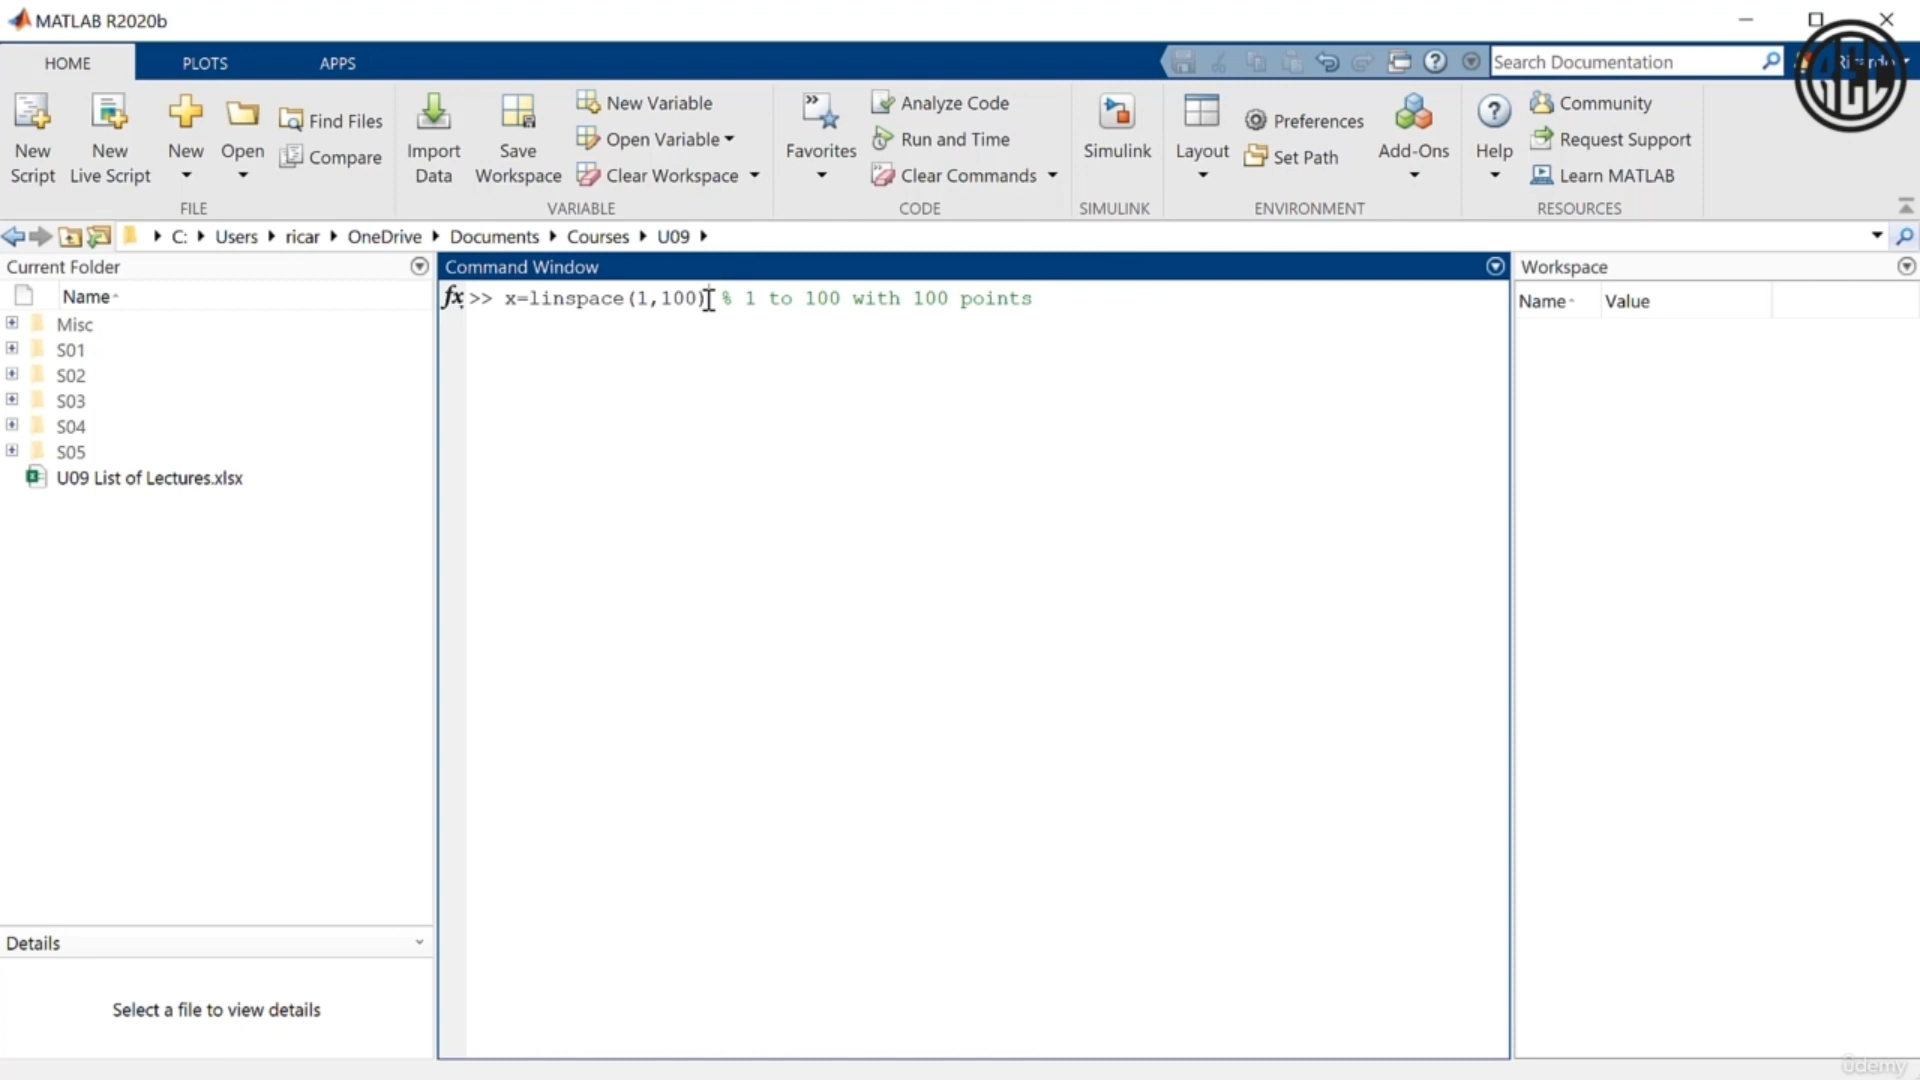 MATLAB R2020b
HOME PLOTS APPS
Search Documentation
REC
New Script
New Live Script
New
Open
Find Files
Compare
FILE
Import Data
Save Workspace
New Variable
Open Variable
Clear Workspace
VARIABLE
Favorites
Analyze Code
Run and Time
Clear Commands
CODE
Simulink
SIMULINK
Layout
Preferences
Set Path
Add-Ons
ENVIRONMENT
Help
Community
Request Support
Learn MATLAB
RESOURCES
C: Users ricar OneDrive Documents Courses U09
Current Folder
Name
Misc
S01
S02
S03
S04
S05
U09 List of Lectures.xlsx
Details
Select a file to view details
Command Window
fx >> x=linspace(1,100) % 1 to 100 with 100 points
Workspace
Name Value
ûdemy